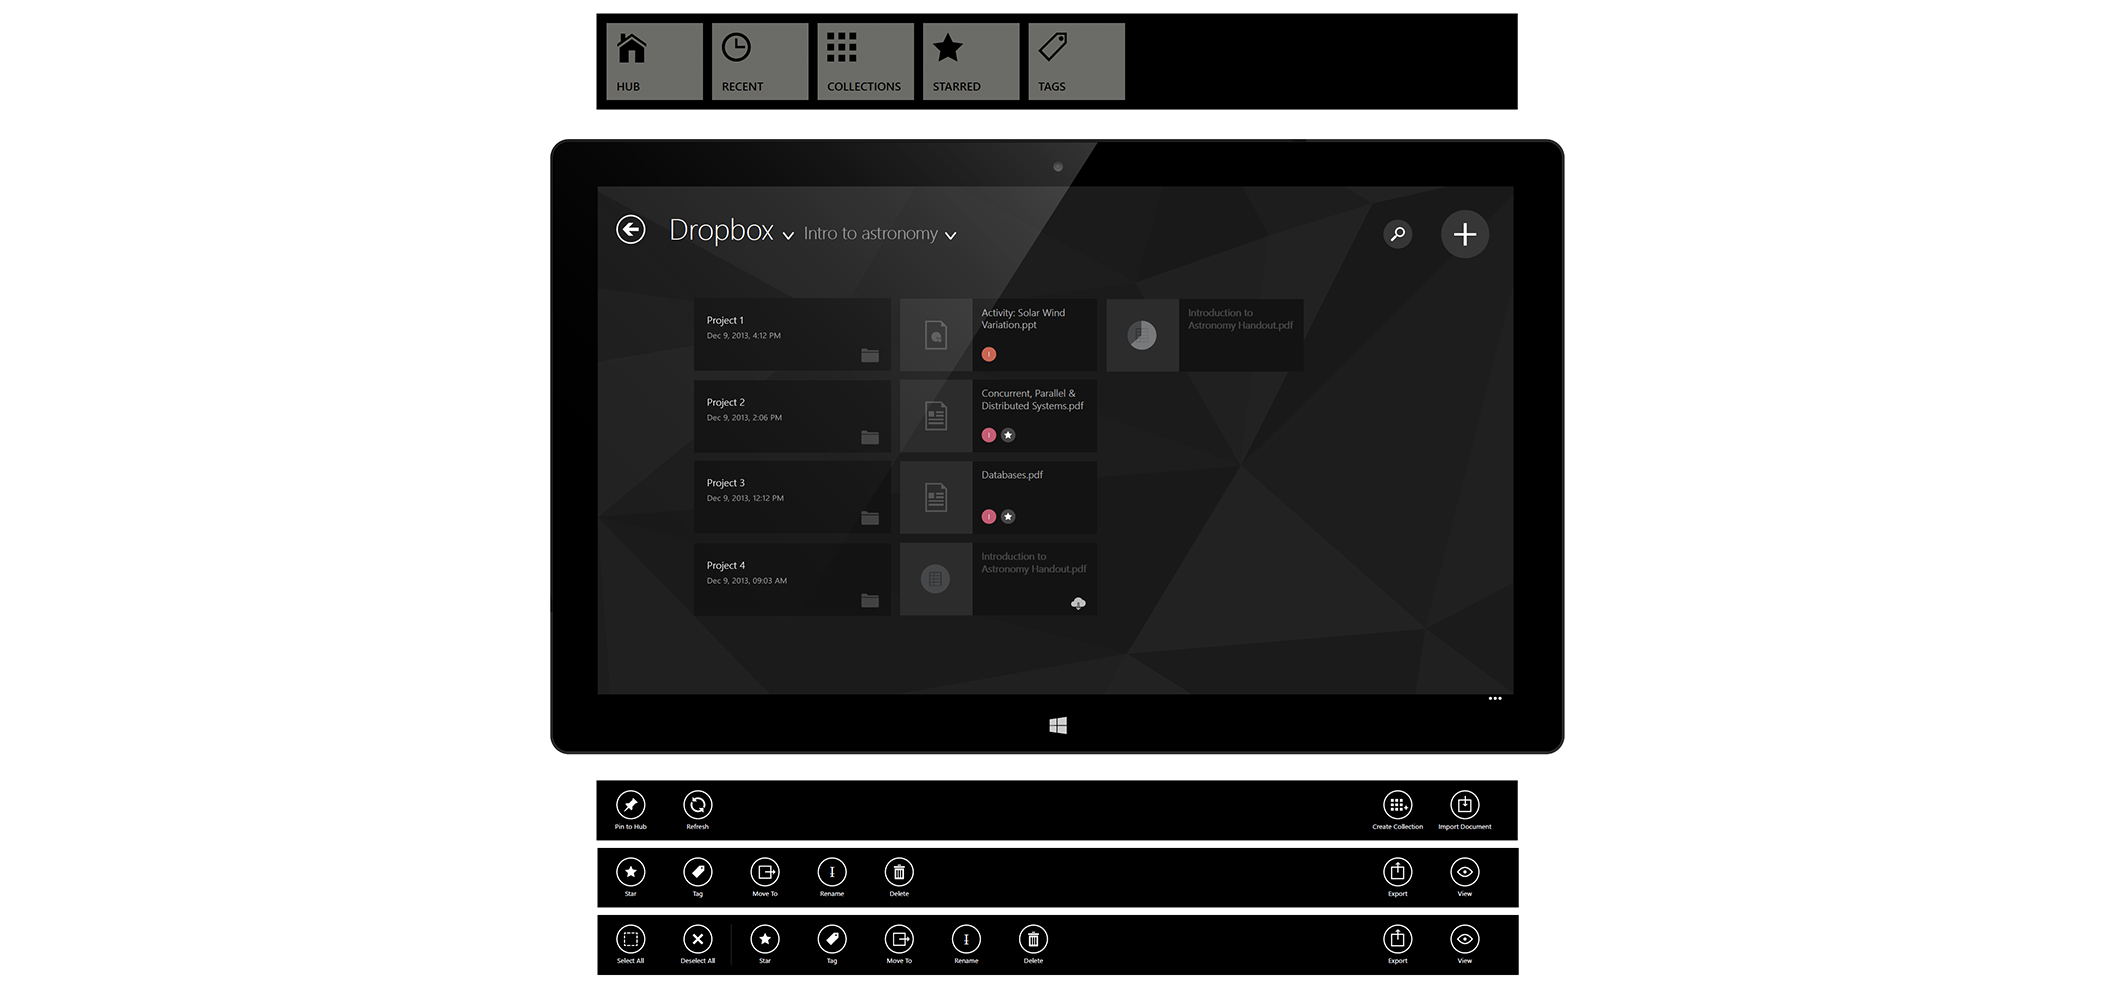 HUB
RECENT
COLLECTIONS
STARRED
TAGS
Dropbox
Intro to astronomy
Project 1
Dec 9, 2013, 4:12 PM
Activity: Solar Wind
Variation.ppt
Introduction to
Astronomy Handout.pdf
Project 2
Dec 9, 2013, 2:06 PM
Concurrent, Parallel &
Distributed Systems.pdf
Project 3
Dec 9, 2013, 12:12 PM
Databases.pdf
Project 4
Dec 9, 2013, 09:03 AM
Introduction to
Astronomy Handout.pdf
Pin to Hub
Refresh
Create Collection
Import Document
Star
Tag
Move To
Rename
Delete
Export
View
Select All
Deselect All
Star
Tag
Move To
Rename
Delete
Export
View